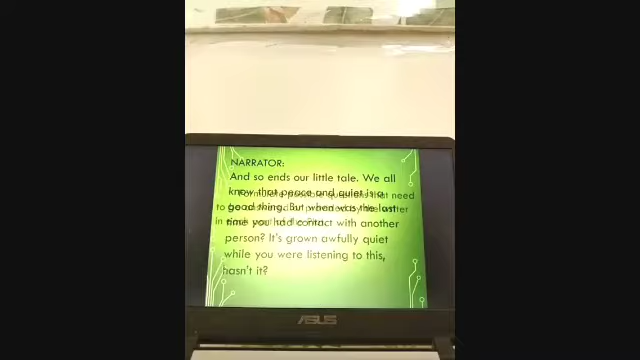 NARRATOR:
And so ends our little tale. We all
know that peace and quiet is a
good thing. But when was the last
time you had contact with another
person? It's grown awfully quiet
while you were listening to this,
hasn't it?
ASUS